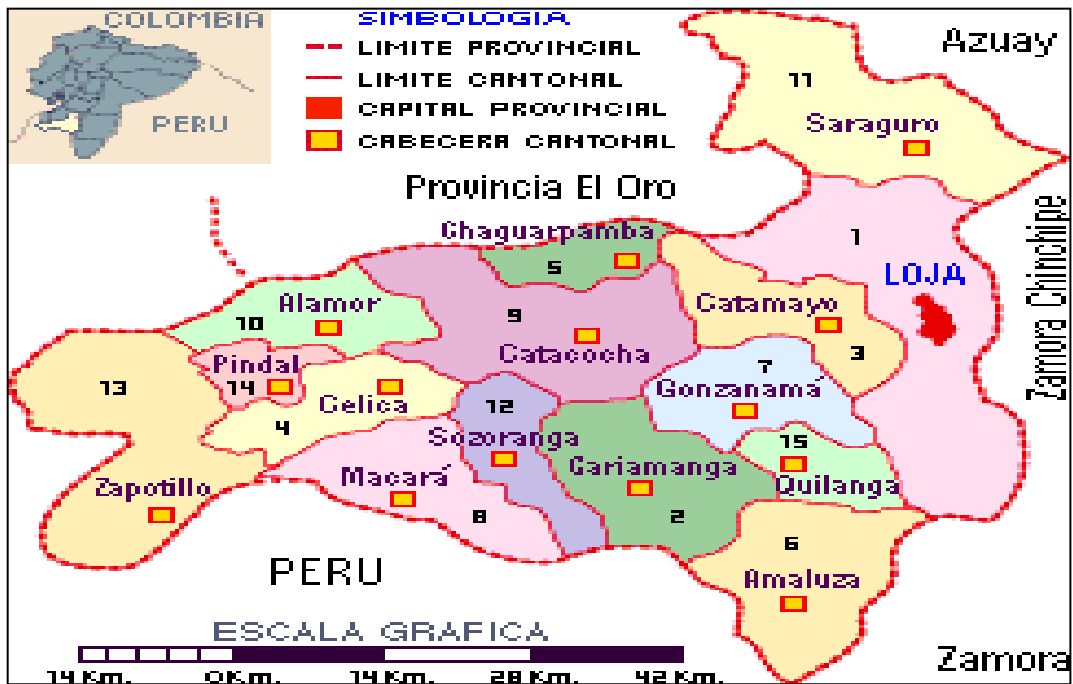 COLOMBIA
PERU
SIMBOLOGIA
LIMITE PROVINCIAL
LIMITE CANTONAL
CAPITAL PROVINCIAL
CABECERA CANTONAL
Azuay
11
Saraguro
Provincia El Oro
Zamora Chinchipe
Chaguarpamba
5
1
LOJA
Alamor
10
9
Catacocha
Catamayo
3
7
Gonzanamá
Pindal
14
13
Celica
4
12
Sozoranga
15
Quilanga
Cariamanga
2
Macará
8
Zapotillo
6
Amaluza
PERU
ESCALA GRAFICA
14 Km. 0Km. 14 Km. 28 Km. 42 Km.
Zamora